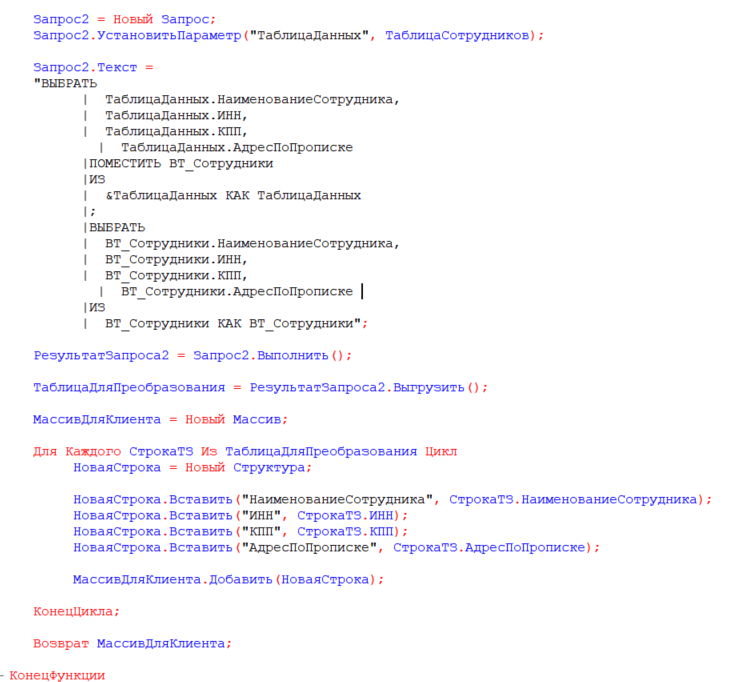 Запрос2 = Новый Запрос;
Запрос2.УстановитьПараметр("ТаблицаДанных", ТаблицаСотрудников);
Запрос2.Текст =
"ВЫБРАТЬ
| ТаблицаДанных.НаименованиеСотрудника,
| ТаблицаДанных.ИНН,
| ТаблицаДанных.КПП,
| ТаблицаДанных.АдресПоПрописке
|ПОМЕСТИТЬ ВТ_Сотрудники
|ИЗ
| &ТаблицаДанных КАК ТаблицаДанных
|;
|ВЫБРАТЬ
| ВТ_Сотрудники.НаименованиеСотрудника,
| ВТ_Сотрудники.ИНН,
| ВТ_Сотрудники.КПП,
| ВТ_Сотрудники.АдресПоПрописке
|ИЗ
| ВТ_Сотрудники КАК ВТ_Сотрудники";
РезультатЗапроса2 = Запрос2.Выполнить();
ТаблицаДляПреобразования = РезультатЗапроса2.Выгрузить();
МассивДляКлиента = Новый Массив;
Для Каждого СтрокаТЗ Из ТаблицаДляПреобразования Цикл
НоваяСтрока = Новый Структура;
НоваяСтрока.Вставить("НаименованиеСотрудника", СтрокаТЗ.НаименованиеСотрудника);
НоваяСтрока.Вставить("ИНН", СтрокаТЗ.ИНН);
НоваяСтрока.Вставить("КПП", СтрокаТЗ.КПП);
НоваяСтрока.Вставить("АдресПоПрописке", СтрокаТЗ.АдресПоПрописке);
МассивДляКлиента.Добавить(НоваяСтрока);
КонецЦикла;
Возврат МассивДляКлиента;
КонецФункции